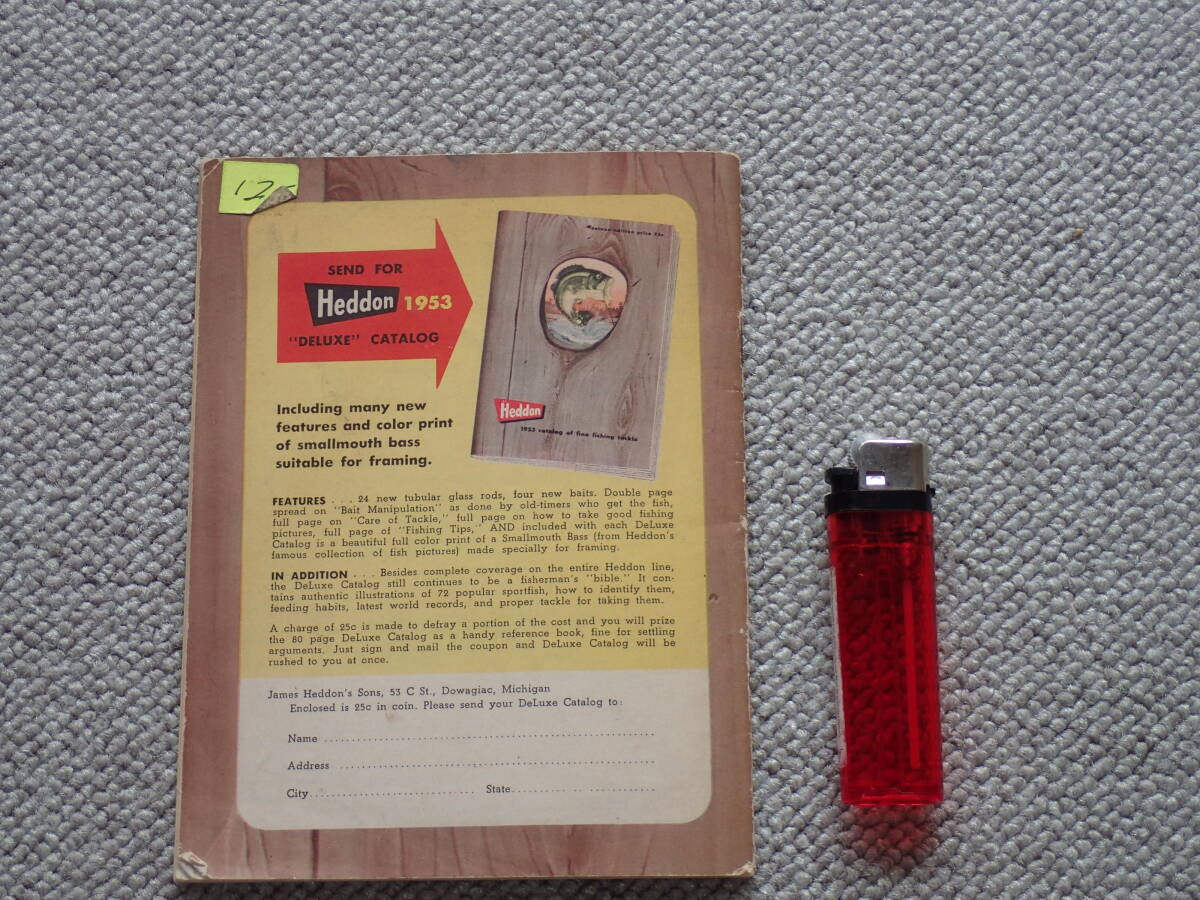 12
SEND FOR
Heddon 1953
"DELUXE" CATALOG
Including many new
features and color print
of smallmouth bass
suitable for framing.
edition price 25c
Heddon
1953 catalog of fine fishing tackle
FEATURES . . . 24 new tubular glass rods, four new baits. Double page
spread on "Bait Manipulation" as done by old-timers who get the fish,
full page on "Care of Tackle," full page on how to take good fishing
pictures, full page of "Fishing Tips," AND included with each DeLuxe
Catalog is a beautiful full color print of a Smallmouth Bass (from Heddon's
famous collection of fish pictures) made specially for framing.
IN ADDITION . . . Besides complete coverage on the entire Heddon line,
the DeLuxe Catalog still continues to be a fisherman's "bible." It con-
tains authentic illustrations of 72 popular sportfish, how to identify them,
feeding habits, latest world records, and proper tackle for taking them.
A charge of 25c is made to defray a portion of the cost and you will prize
the 80 page DeLuxe Catalog as a handy reference book, fine for settling
arguments. Just sign and mail the coupon and DeLuxe Catalog will be
rushed to you at once.
James Heddon's Sons, 53 C St., Dowagiac, Michigan
Enclosed is 25c in coin. Please send your DeLuxe Catalog to:
Name
Address
City State